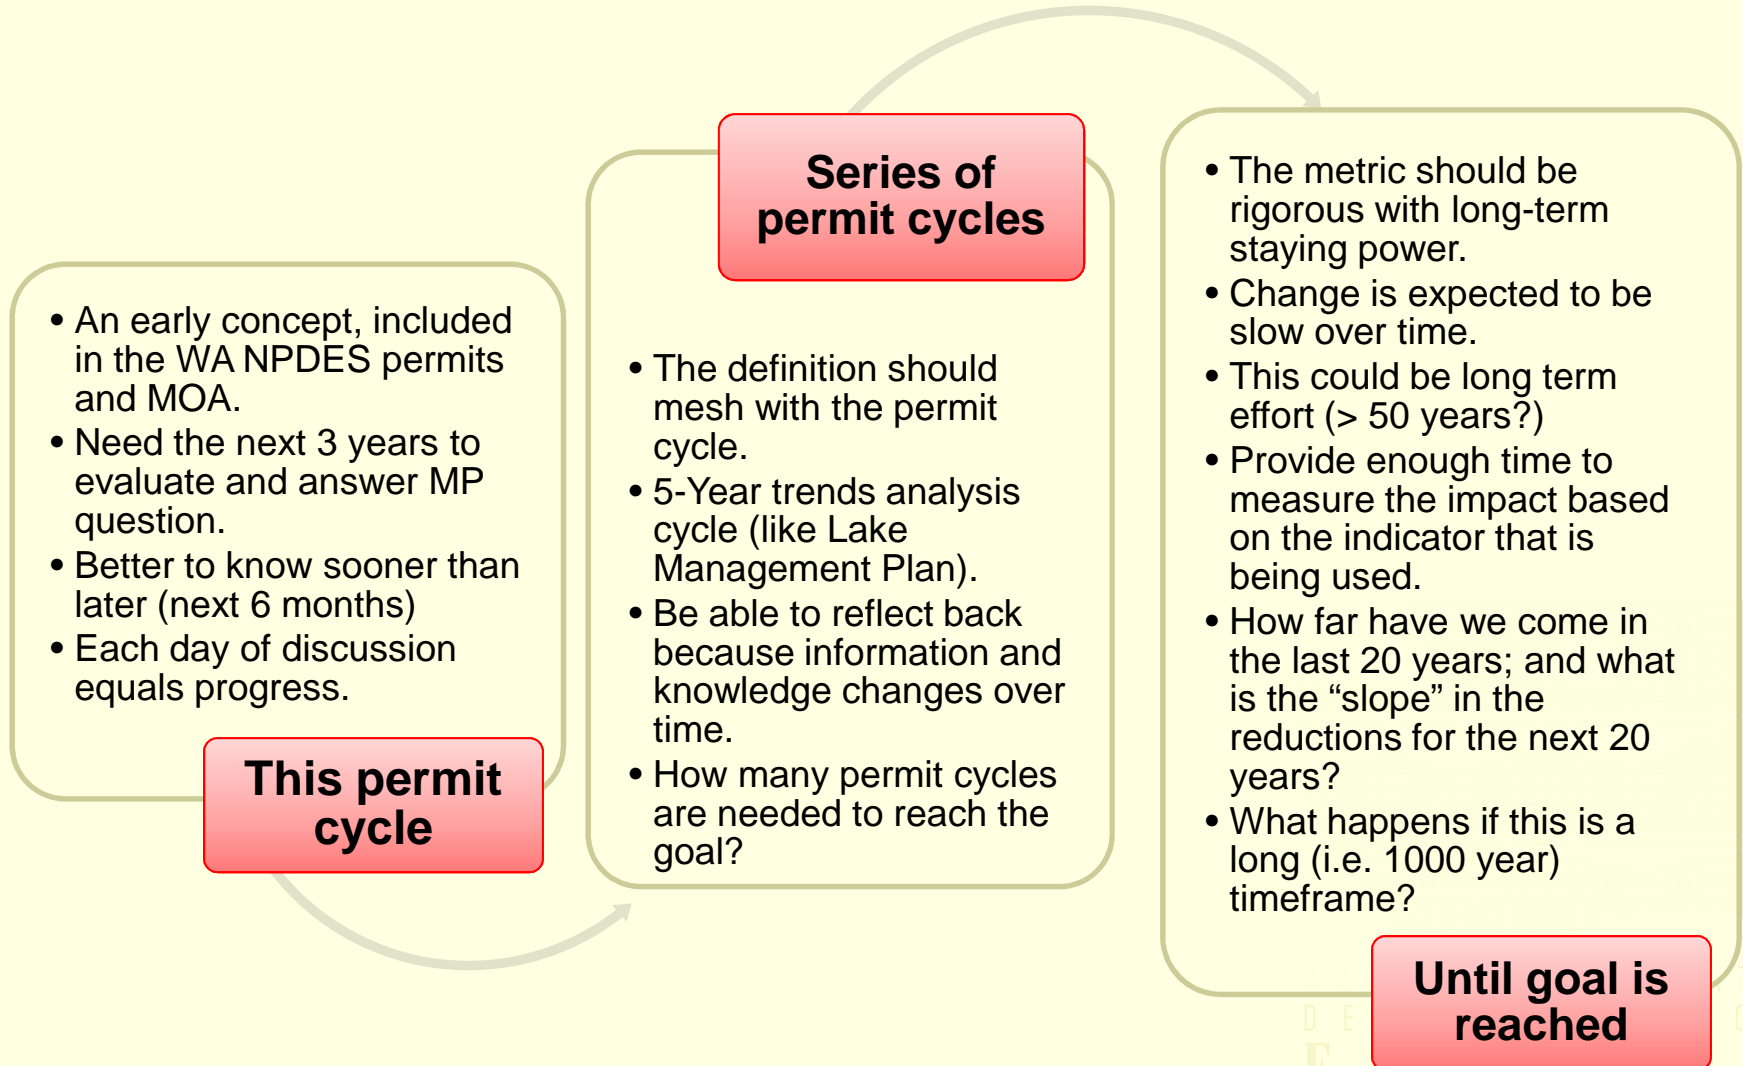 • An early concept, included
in the WA NPDES permits
and MOA.
• Need the next 3 years to
evaluate and answer MP
question.
• Better to know sooner than
later (next 6 months)
• Each day of discussion
equals progress.
This permit
cycle
Series of
permit cycles
• The definition should
mesh with the permit
cycle.
• 5-Year trends analysis
cycle (like Lake
Management Plan).
• Be able to reflect back
because information and
knowledge changes over
time.
• How many permit cycles
are needed to reach the
goal?
• The metric should be
rigorous with long-term
staying power.
• Change is expected to be
slow over time.
• This could be long term
effort (> 50 years?)
• Provide enough time to
measure the impact based
on the indicator that is
being used.
• How far have we come in
the last 20 years; and what
is the “slope” in the
reductions for the next 20
years?
• What happens if this is a
long (i.e. 1000 year)
timeframe?
Until goal is
reached